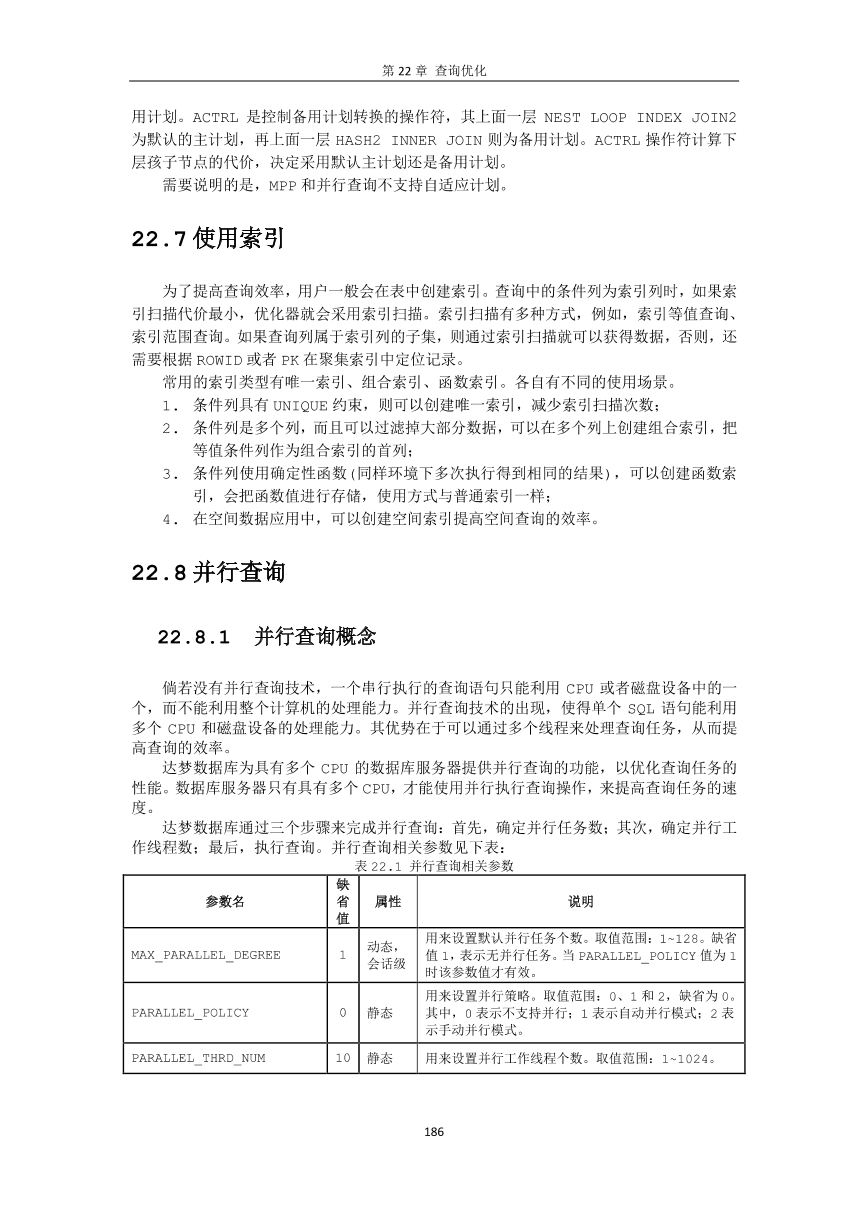 第 22 章 查询优化
用计划。ACTRL 是控制备用计划转换的操作符，其上面一层 NEST LOOP INDEX JOIN2
为默认的主计划，再上面一层 HASH2 INNER JOIN 则为备用计划。ACTRL 操作符计算下
层孩子节点的代价，决定采用默认主计划还是备用计划。
需要说明的是，MPP 和并行查询不支持自适应计划。
22.7 使用索引
为了提高查询效率，用户一般会在表中创建索引。查询中的条件列为索引列时，如果索
引扫描代价最小，优化器就会采用索引扫描。索引扫描有多种方式，例如，索引等值查询、
索引范围查询。如果查询列属于索引列的子集，则通过索引扫描就可以获得数据，否则，还
需要根据 ROWID 或者 PK 在聚集索引中定位记录。
常用的索引类型有唯一索引、组合索引、函数索引。各自有不同的使用场景。
1. 条件列具有 UNIQUE 约束，则可以创建唯一索引，减少索引扫描次数；
2. 条件列是多个列，而且可以过滤掉大部分数据，可以在多个列上创建组合索引，把
等值条件列作为组合索引的首列；
3. 条件列使用确定性函数(同样环境下多次执行得到相同的结果)，可以创建函数索
引，会把函数值进行存储，使用方式与普通索引一样；
4. 在空间数据应用中，可以创建空间索引提高空间查询的效率。
22.8 并行查询
22.8.1 并行查询概念
倘若没有并行查询技术，一个串行执行的查询语句只能利用 CPU 或者磁盘设备中的一
个，而不能利用整个计算机的处理能力。并行查询技术的出现，使得单个 SQL 语句能利用
多个 CPU 和磁盘设备的处理能力。其优势在于可以通过多个线程来处理查询任务，从而提
高查询的效率。
达梦数据库为具有多个 CPU 的数据库服务器提供并行查询的功能，以优化查询任务的
性能。数据库服务器只有具有多个 CPU，才能使用并行执行查询操作，来提高查询任务的速
度。
达梦数据库通过三个步骤来完成并行查询：首先，确定并行任务数；其次，确定并行工
作线程数；最后，执行查询。并行查询相关参数见下表：
表 22.1 并行查询相关参数
参数名
缺
省
值
属性
说明
MAX_PARALLEL_DEGREE
1
动态，
会话级
用来设置默认并行任务个数。取值范围：1~128。缺省
值 1，表示无并行任务。当 PARALLEL_POLICY 值为 1
时该参数值才有效。
PARALLEL_POLICY
0
静态
用来设置并行策略。取值范围：0、1 和 2，缺省为 0。
其中，0 表示不支持并行；1 表示自动并行模式；2 表
示手动并行模式。
PARALLEL_THRD_NUM
10
静态
用来设置并行工作线程个数。取值范围：1~1024。
186